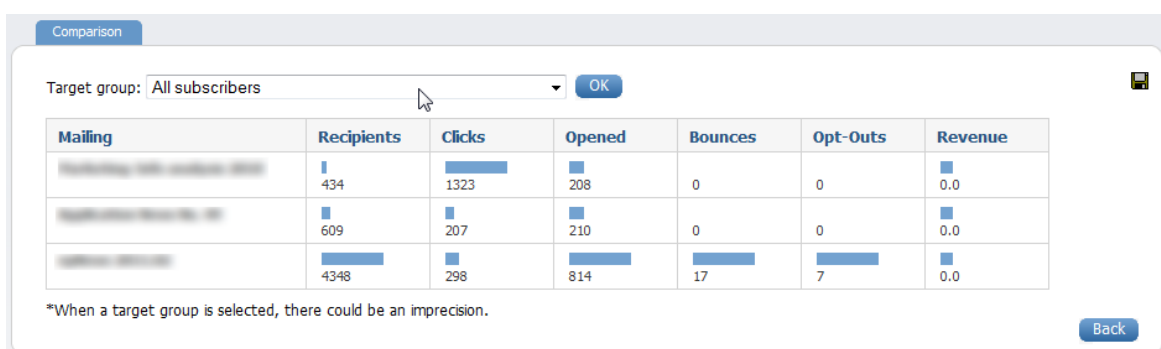 Comparison
Target group: All subscribers OK
Mailing Recipients Clicks Opened Bounces Opt-Outs Revenue
434 1323 208 0 0 0.0
609 207 210 0 0 0.0
4348 298 814 17 7 0.0
*When a target group is selected, there could be an imprecision.
Back